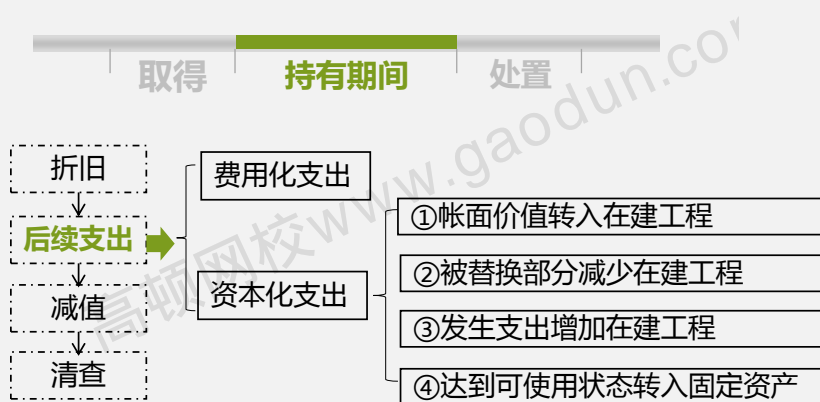 取得 持有期间 处置
折旧
后续支出
减值
清查
费用化支出
资本化支出
①帐面价值转入在建工程
②被替换部分减少在建工程
③发生支出增加在建工程
④达到可使用状态转入固定资产
高顿网校www.gaodun.com